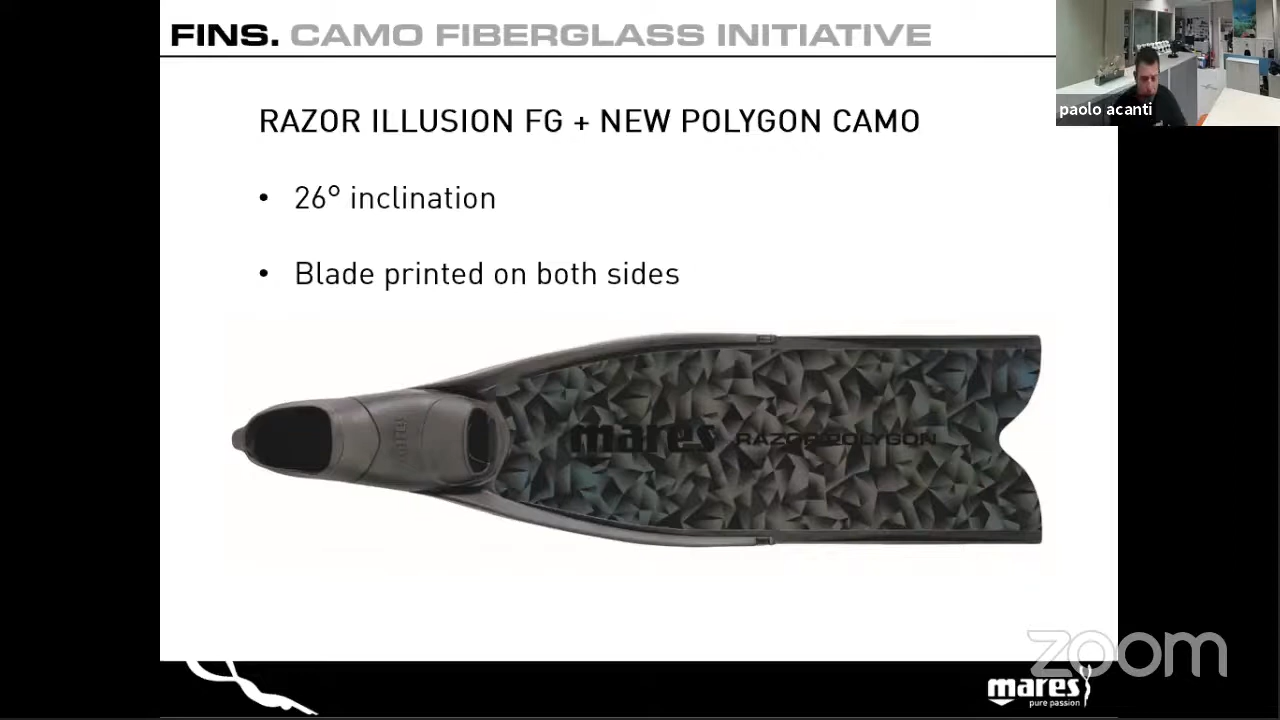 FINS. CAMO FIBERGLASS INITIATIVE
paolo acanti
RAZOR ILLUSION FG + NEW POLYGON CAMO
• 26° inclination
• Blade printed on both sides
mares
mares RAZOR POLYGON
zoom
mares
pure passion